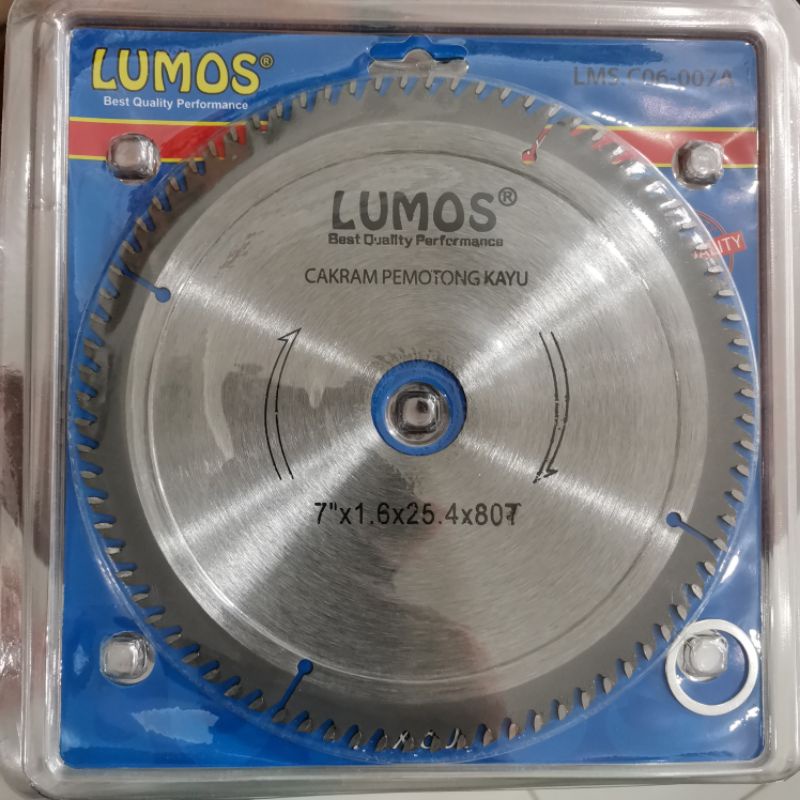 LUMOS®
Best Quality Performance
LMS C06-007A
LUMOS®
Best Quality Performance
CAKRAM PEMOTONG KAYU
7"x1.6x25.4x80T